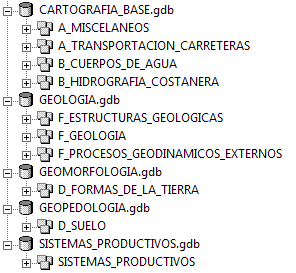 CARTOGRAFIA_BASE.gdb
A_MISCELANEOS
A_TRANSPORTACION_CARRETERAS
B_CUERPOS_DE_AGUA
B_HIDROGRAFIA_COSTANERA
GEOLOGIA.gdb
F_ESTRUCTURAS_GEOLOGICAS
F_GEOLOGIA
F_PROCESOS_GEODINAMICOS_EXTERNOS
GEOMORFOLOGIA.gdb
D_FORMAS_DE_LA_TIERRA
GEOPEDOLOGIA.gdb
D_SUELO
SISTEMAS_PRODUCTIVOS.gdb
SISTEMAS_PRODUCTIVOS